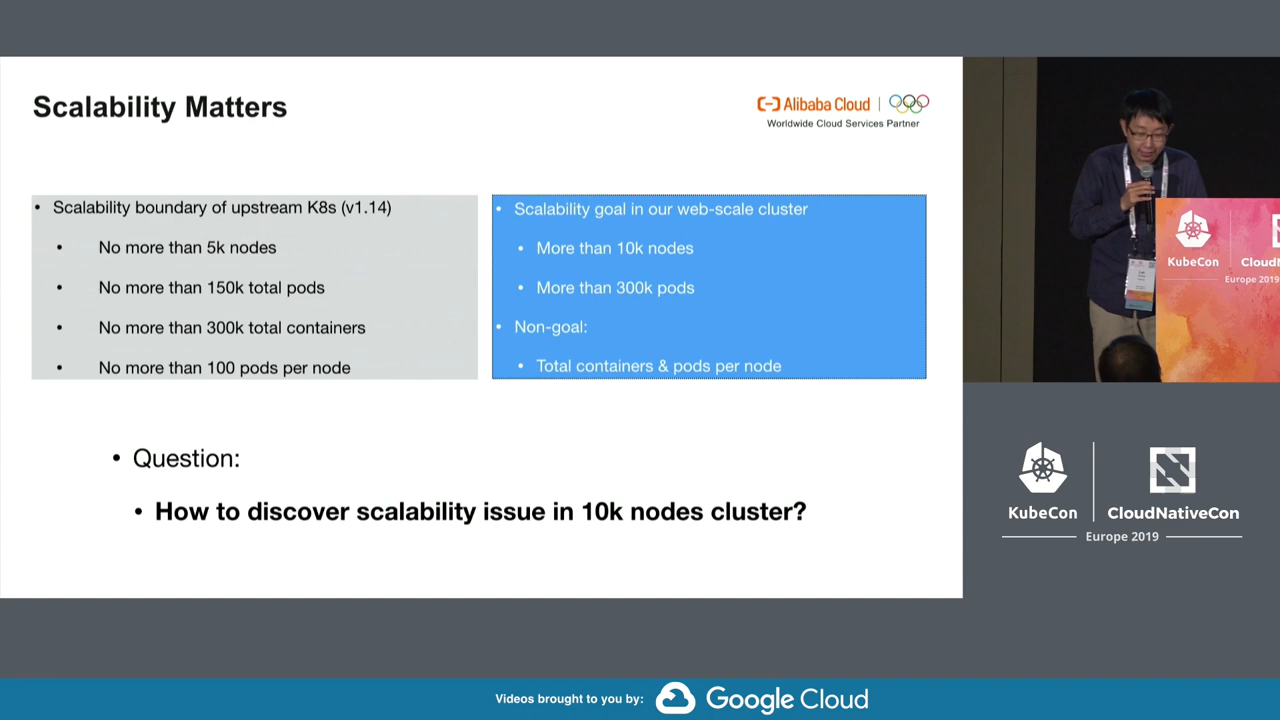 Scalability Matters
Alibaba Cloud
Worldwide Cloud Services Partner
• Scalability boundary of upstream K8s (v1.14)
• No more than 5k nodes
• No more than 150k total pods
• No more than 300k total containers
• No more than 100 pods per node
• Scalability goal in our web-scale cluster
• More than 10k nodes
• More than 300k pods
• Non-goal:
• Total containers & pods per node
• Question:
• How to discover scalability issue in 10k nodes cluster?
KubeCon
CloudN
Europe 2019
KubeCon
CloudNativeCon
Europe 2019
Videos brought to you by:
Google Cloud